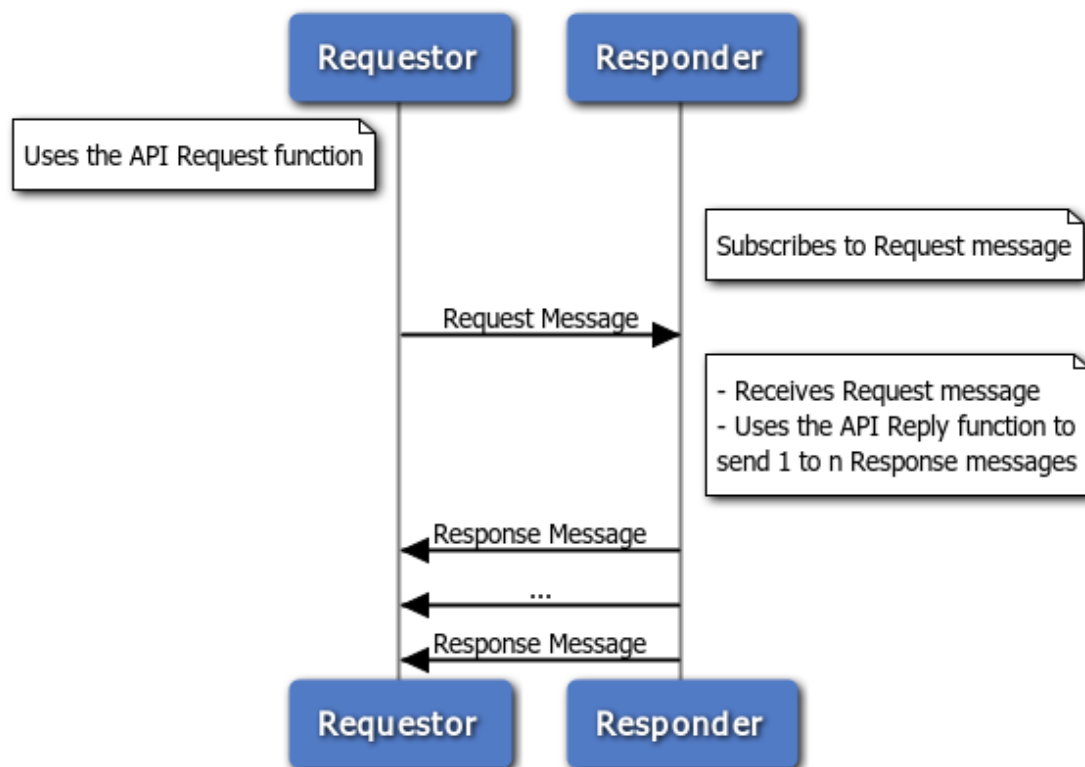 Requestor
Responder
Uses the API Request function
Subscribes to Request message
Request Message
- Receives Request message
- Uses the API Reply function to
send 1 to n Response messages
Response Message
...
Response Message
Requestor
Responder